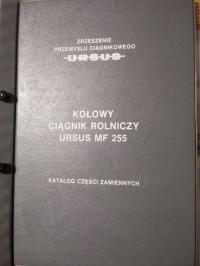 ZRZESZENIE
PRZEMYSŁU CIĄGNIKOWEGO
URSUS
KOŁOWY
CIĄGNIK ROLNICZY
URSUS MF 255
KATALOG CZĘŚCI ZAMIENNYCH